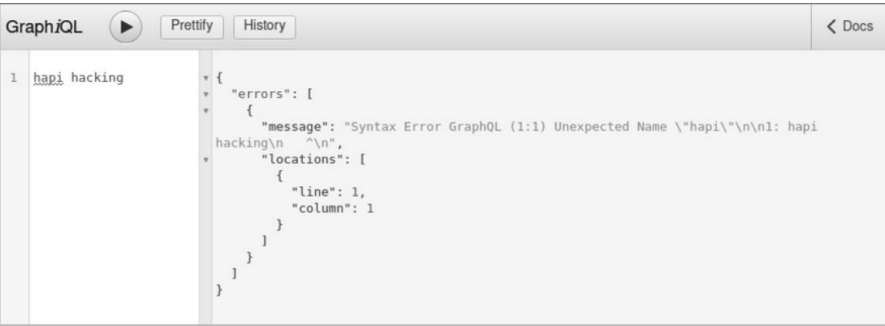 GraphiQL Prettify History Docs
1 hapi hacking
{
"errors": [
{
"message": "Syntax Error GraphQL (1:1) Unexpected Name \"hapi\"\n\n1: hapi
hacking\n   ^\n",
"locations": [
{
"line": 1,
"column": 1
}
]
}
]
}